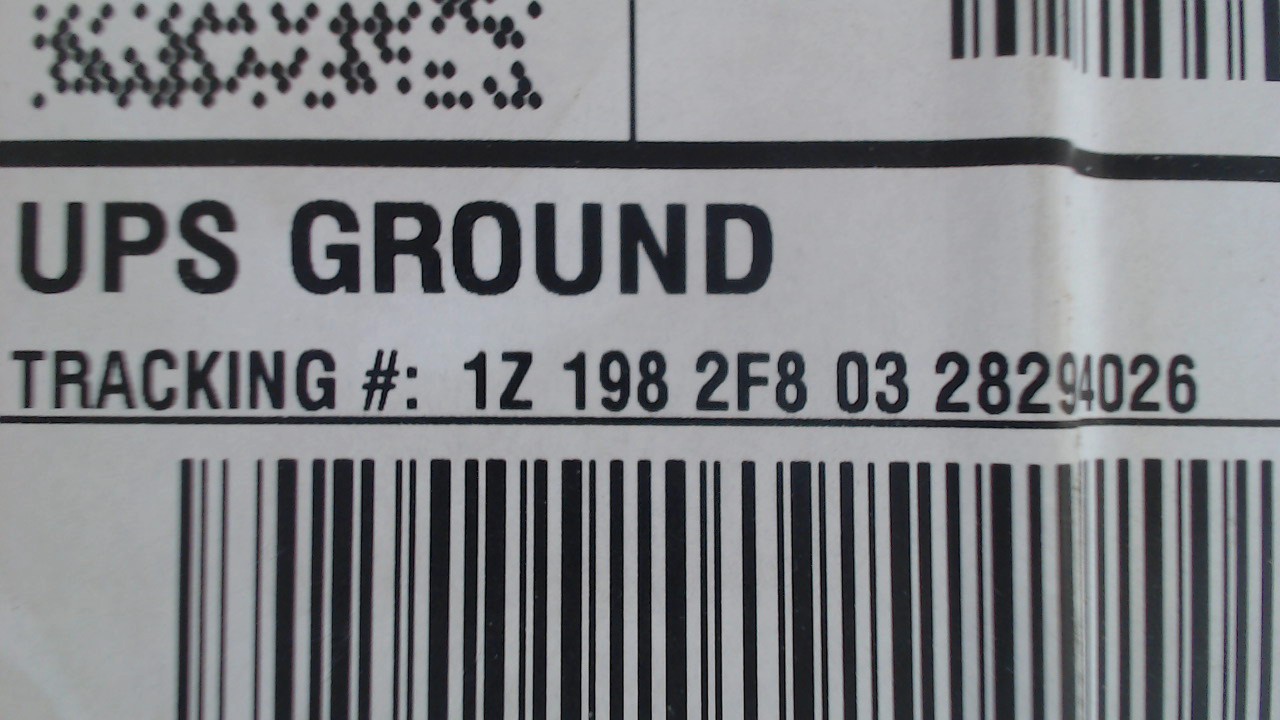 UPS GROUND
TRACKING #: 1Z 198 2F8 03 28294026